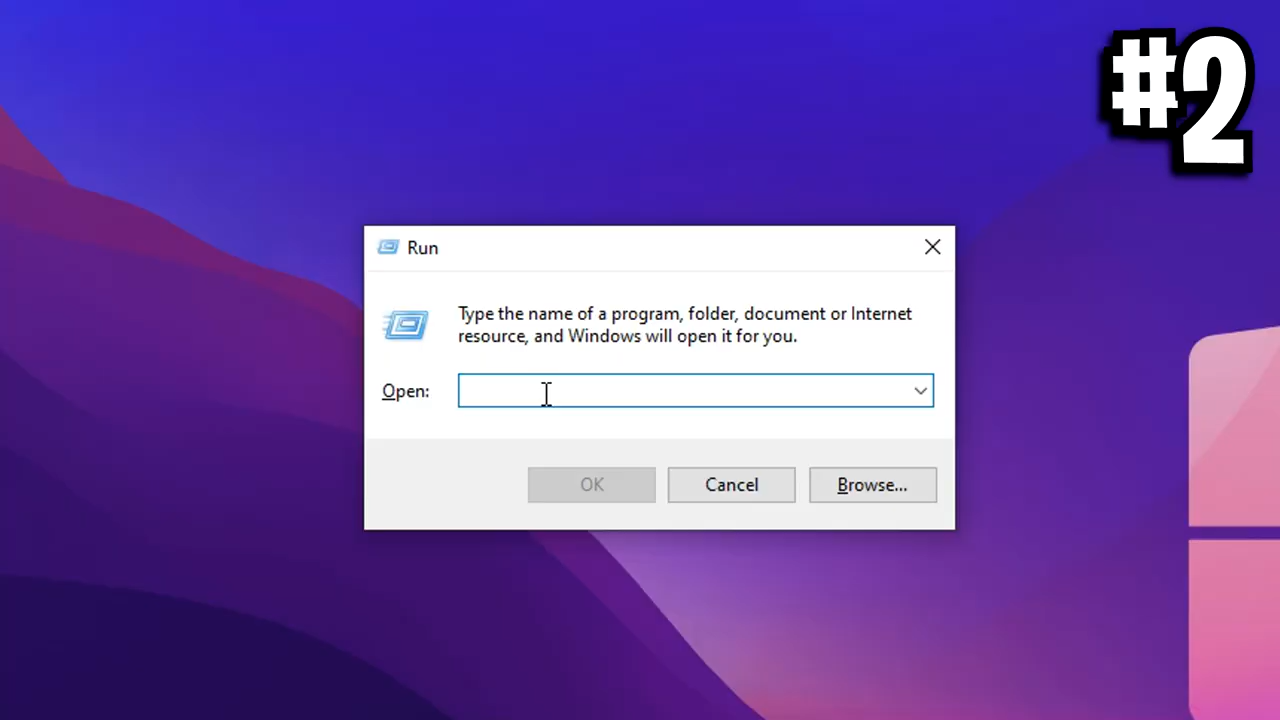 #2
Run
Type the name of a program, folder, document or Internet
resource, and Windows will open it for you.
Open:
OK
Cancel
Browse...